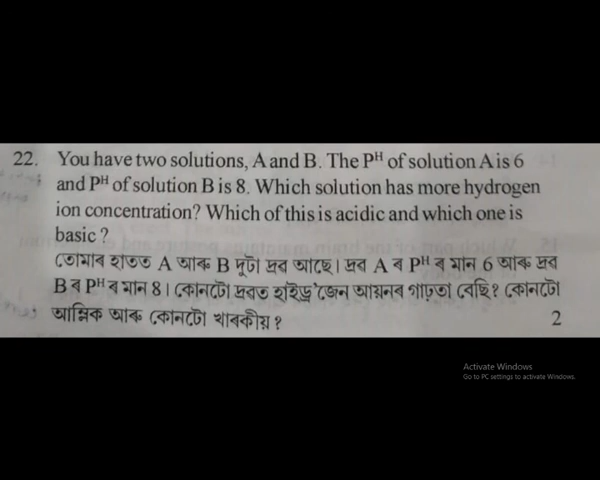 22. You have two solutions, A and B. The Pᴴ of solution A is 6
and Pᴴ of solution B is 8. Which solution has more hydrogen
ion concentration? Which of this is acidic and which one is
basic ?
তোমাৰ হাতত A আৰু B দুটা দ্ৰৱ আছে। দ্ৰৱ A ৰ Pᴴ ৰ মান 6 আৰু দ্ৰৱ
B ৰ Pᴴ ৰ মান 8। কোনটো দ্ৰৱত হাইড্ৰ'জেন আয়নৰ গাঢ়তা বেছি? কোনটো
আম্লিক আৰু কোনটো খাৰকীয়? 2
Activate Windows
Go to PC settings to activate Windows.